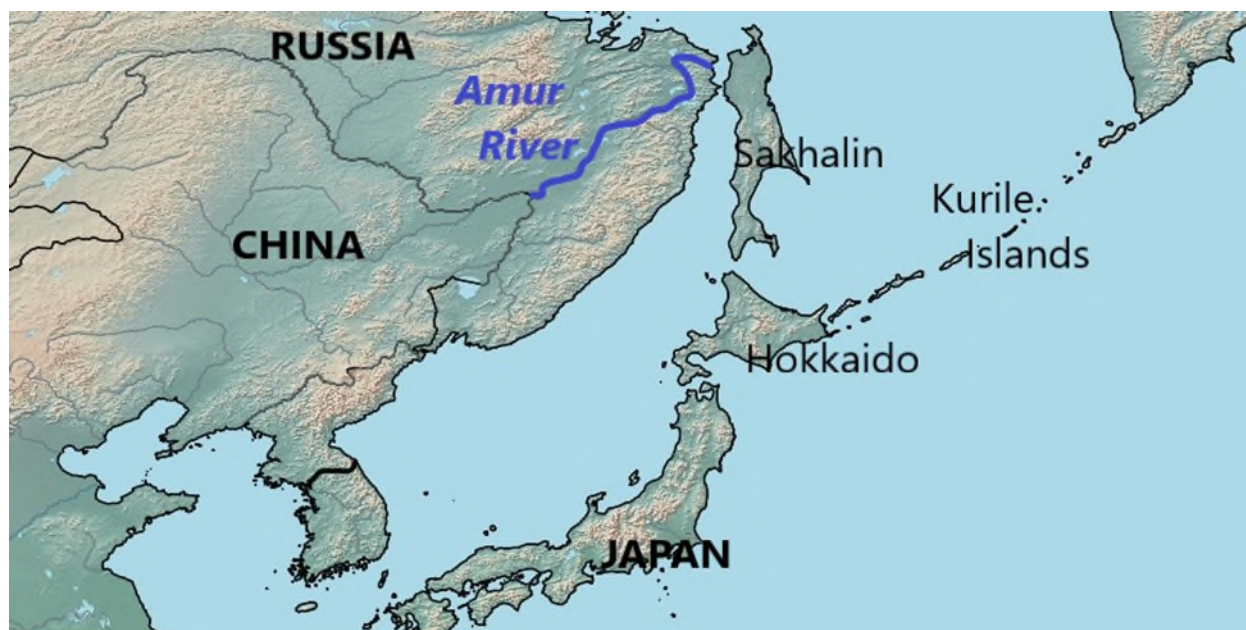 RUSSIA
Amur
River
Sakhalin
Kurile
Islands
CHINA
Hokkaido
JAPAN